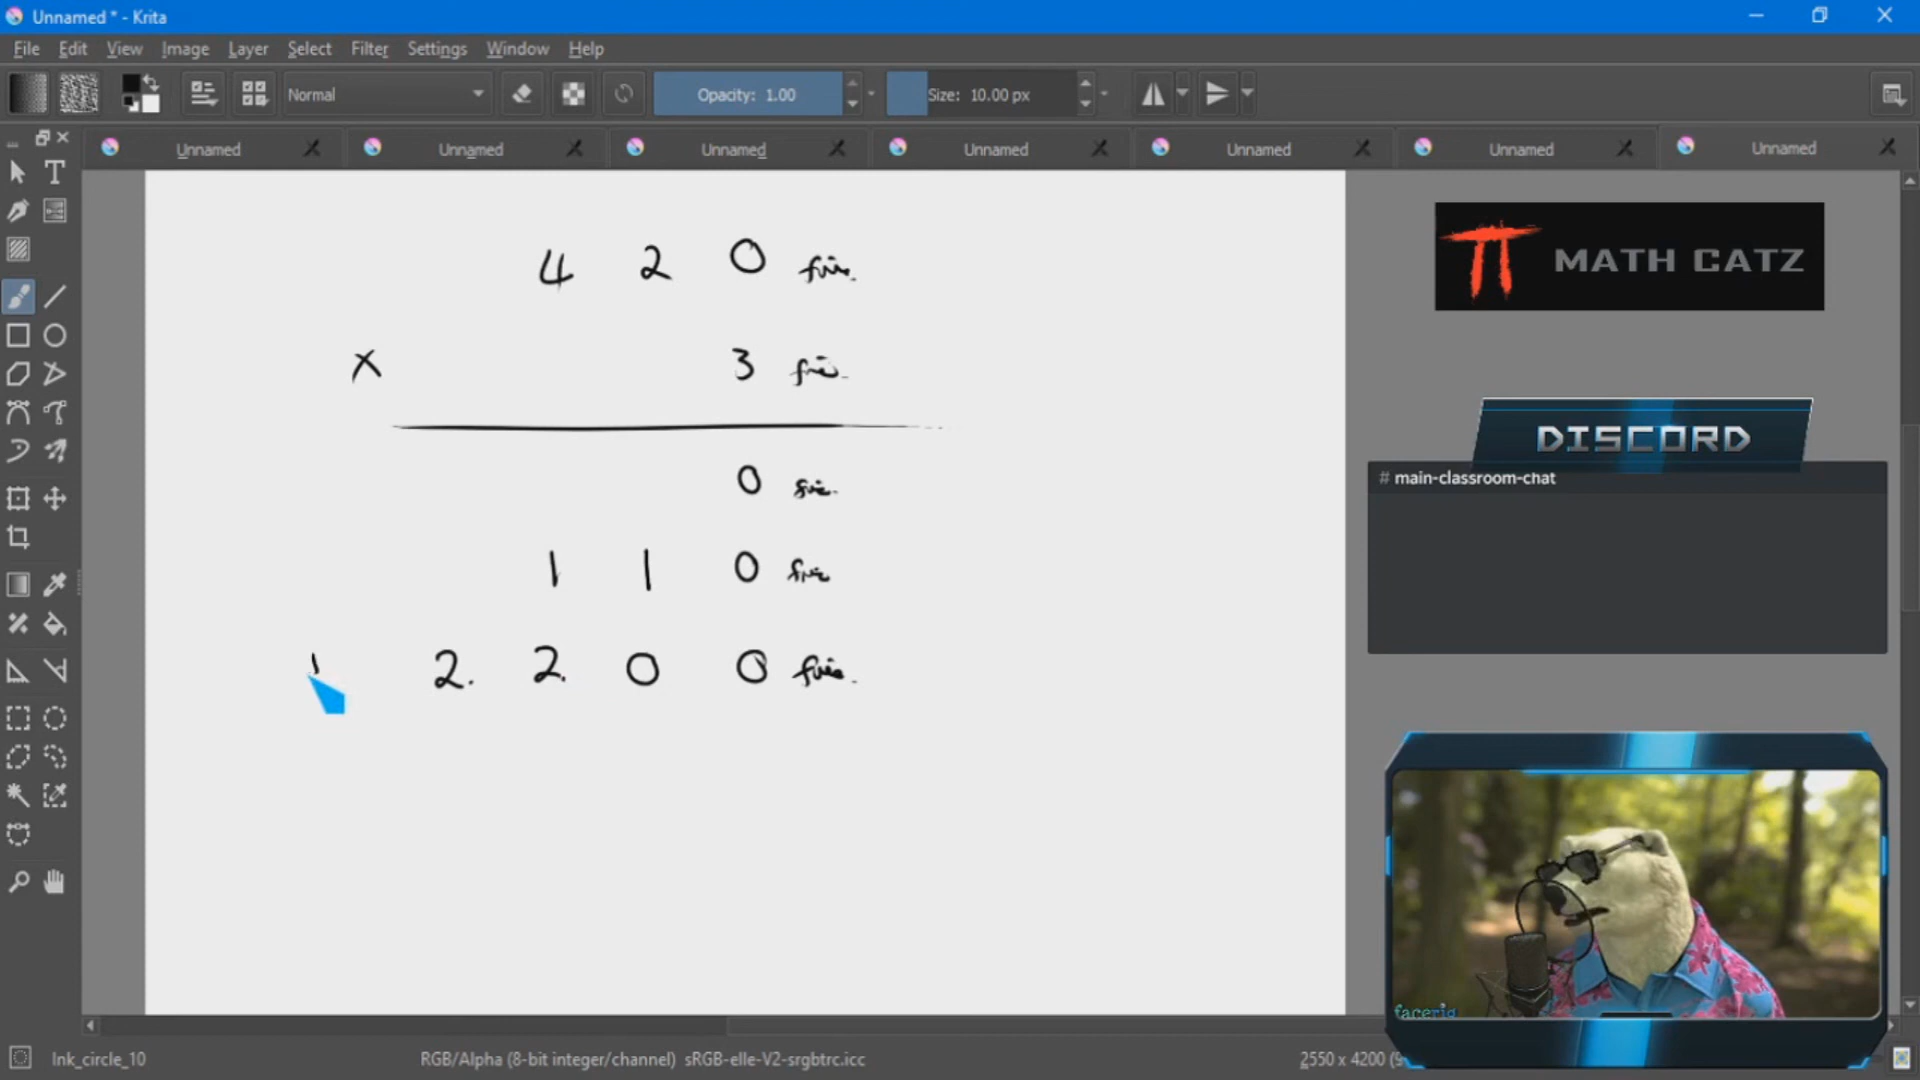 Unnamed * - Krita
File Edit View Image Layer Select Filter Settings Window Help
Normal
Opacity: 1.00
Size: 10.00 px
Unnamed Unnamed Unnamed Unnamed Unnamed Unnamed Unnamed
4 2 0
x 3
0
1 1 0
1 2. 2. 0 0
MATH CATZ
DISCORD
# main-classroom-chat
facerig
Ink_circle_10
RGB/Alpha (8-bit integer/channel) sRGB-elle-V2-srgbtrc.icc
2550 x 4200